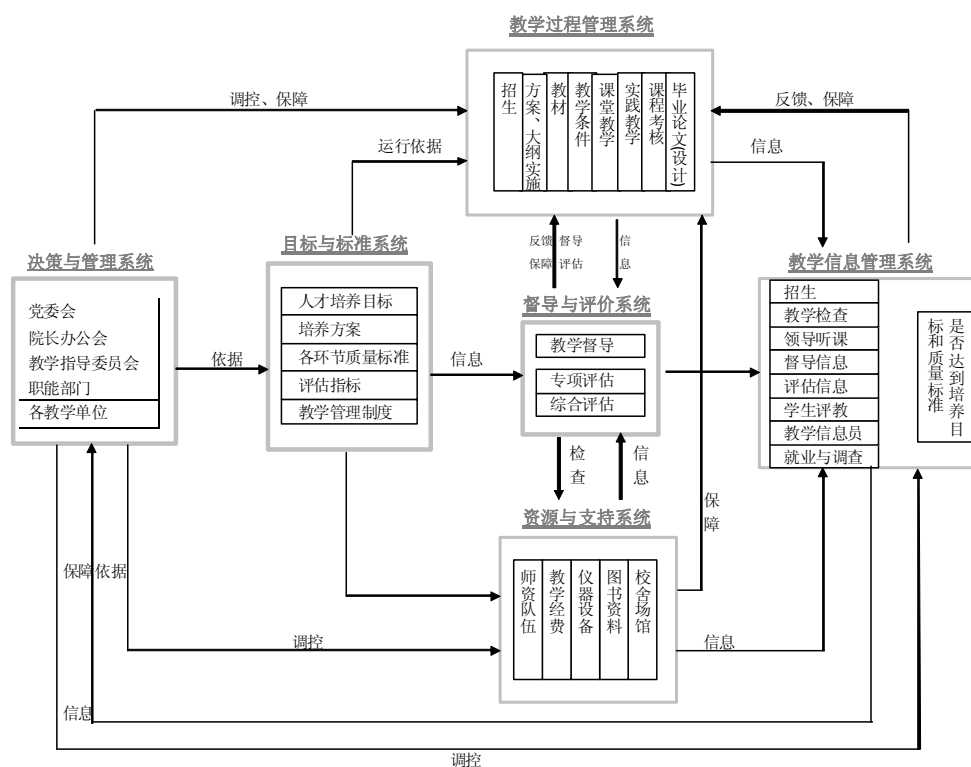 教学过程管理系统
招生
方案、大纲实施
教材
教学条件
课堂教学
实践教学
课程考核
毕业论文(设计)
调控、保障
反馈、保障
运行依据
信息
反馈 督导
保障 评估
信息
决策与管理系统
党委会
院长办公会
教学指导委员会
职能部门
各教学单位
依据
目标与标准系统
人才培养目标
培养方案
各环节质量标准
评估指标
教学管理制度
信息
督导与评价系统
教学督导
专项评估
综合评估
教学信息管理系统
招生
教学检查
领导听课
督导信息
评估信息
学生评教
教学信息员
就业与调查
是否达到培养目
标和质量标准
检查
信息
保障
资源与支持系统
师资队伍
教学经费
仪器设备
图书资料
校舍场馆
保障 依据
调控
信息
信息
调控